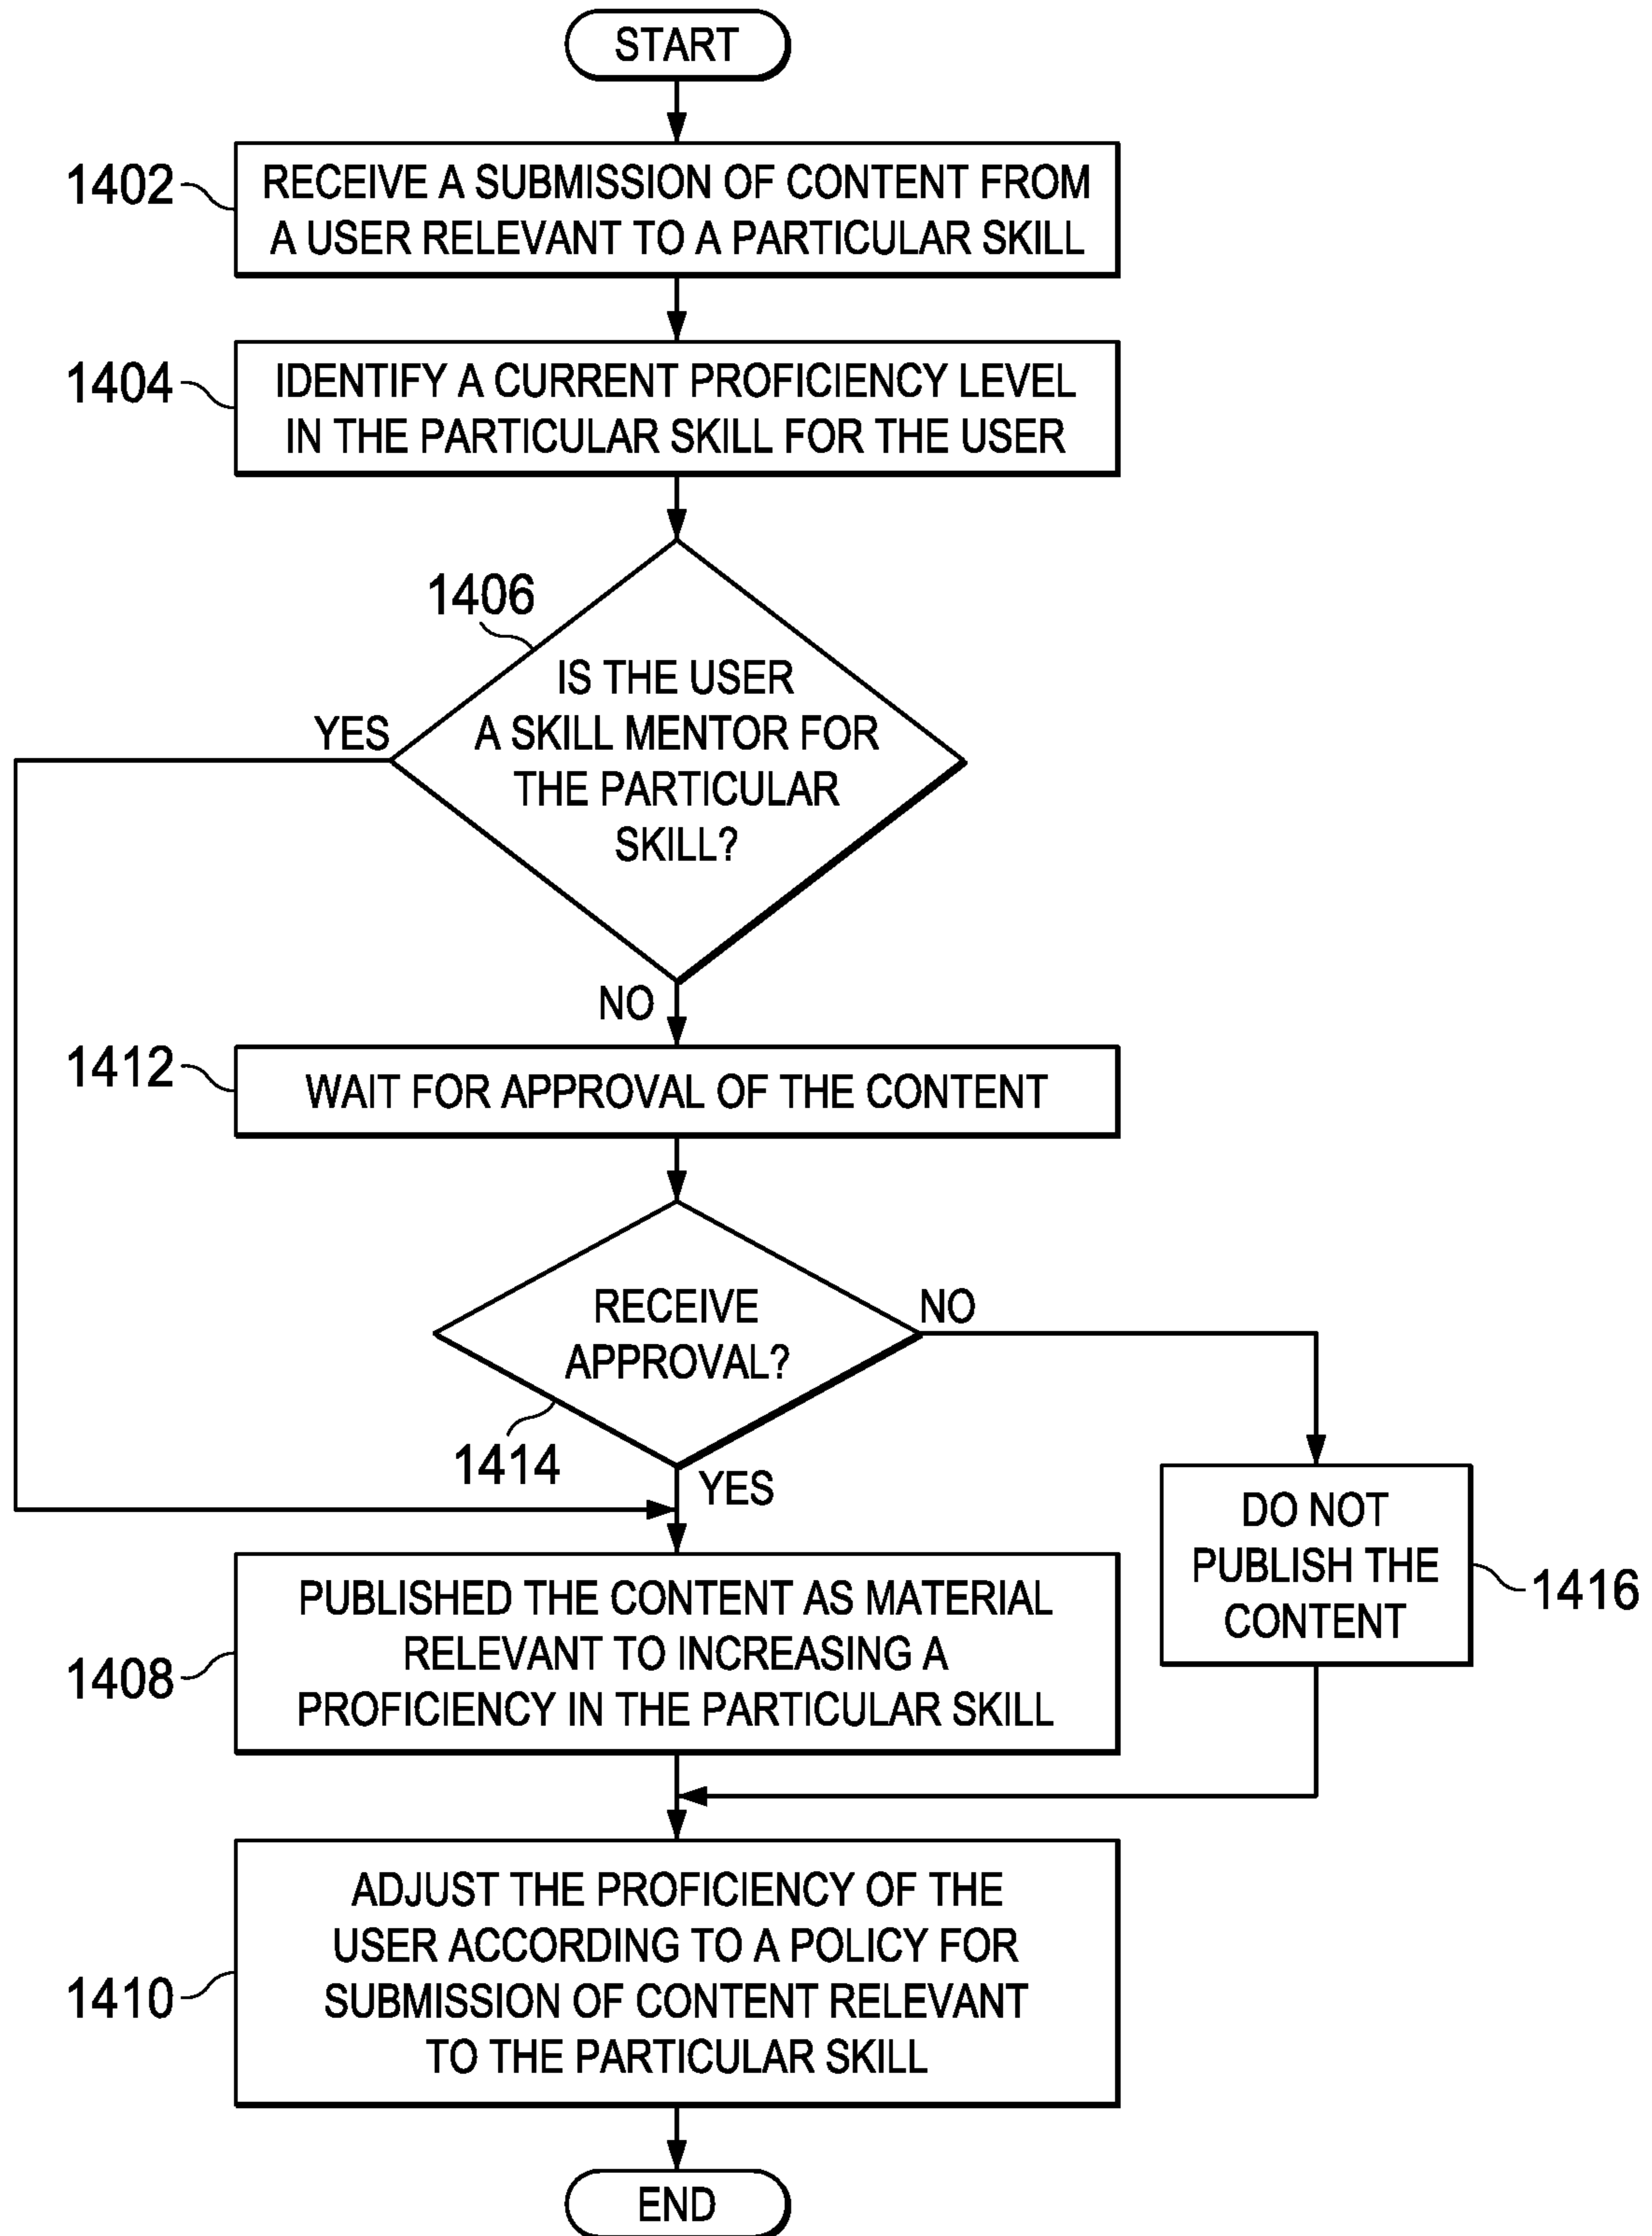 START
1402
RECEIVE A SUBMISSION OF CONTENT FROM
A USER RELEVANT TO A PARTICULAR SKILL
1404
IDENTIFY A CURRENT PROFICIENCY LEVEL
IN THE PARTICULAR SKILL FOR THE USER
1406
IS THE USER
A SKILL MENTOR FOR
THE PARTICULAR
SKILL?
YES
NO
1412
WAIT FOR APPROVAL OF THE CONTENT
RECEIVE
APPROVAL?
NO
1414
YES
DO NOT
PUBLISH THE
CONTENT
1416
1408
PUBLISHED THE CONTENT AS MATERIAL
RELEVANT TO INCREASING A
PROFICIENCY IN THE PARTICULAR SKILL
1410
ADJUST THE PROFICIENCY OF THE
USER ACCORDING TO A POLICY FOR
SUBMISSION OF CONTENT RELEVANT
TO THE PARTICULAR SKILL
END